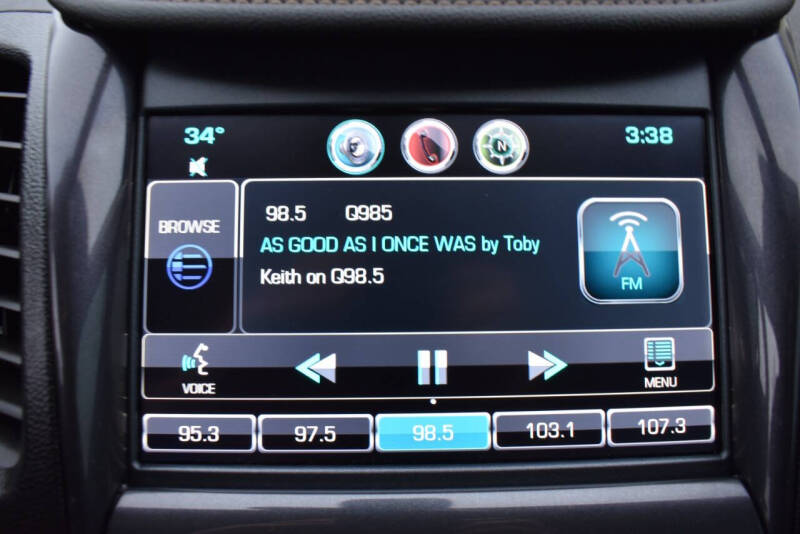 34°
N
3:38
BROWSE
98.5 Q985
AS GOOD AS I ONCE WAS by Toby
Keith on Q98.5
FM
VOICE
MENU
95.3
97.5
98.5
103.1
107.3